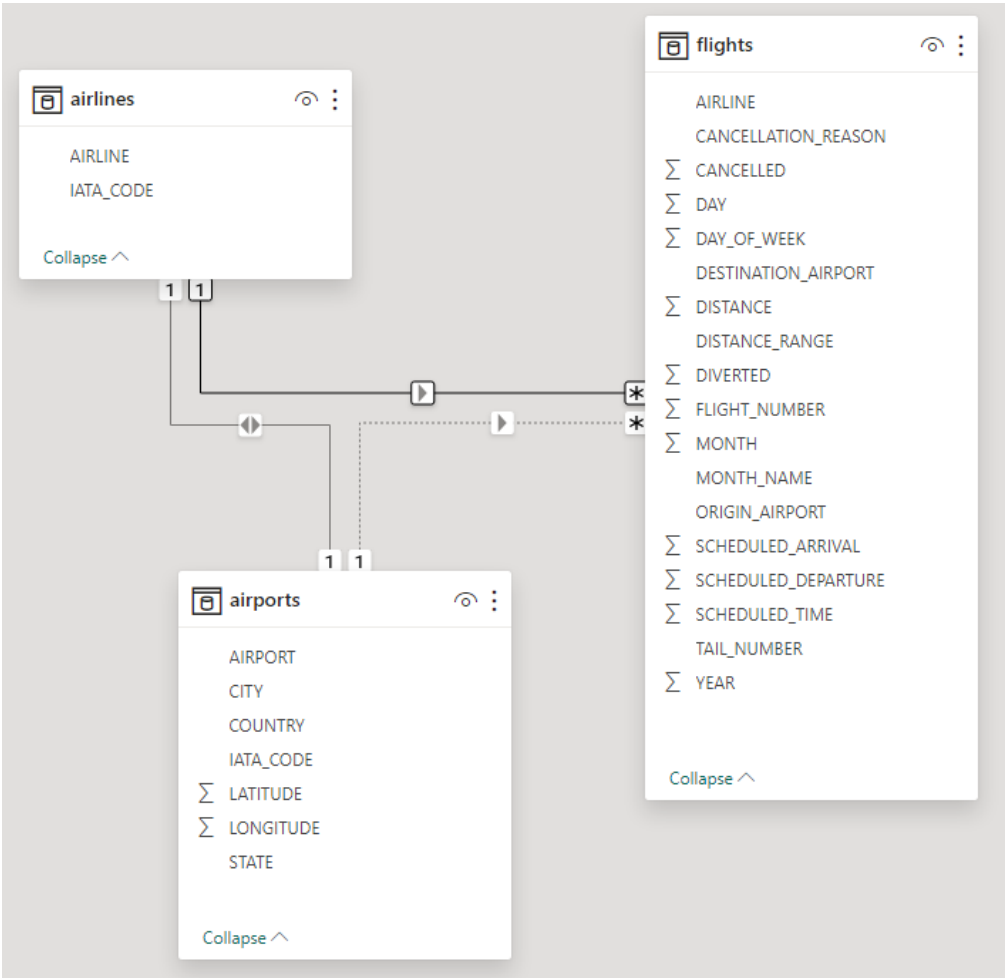 airlines
AIRLINE
IATA_CODE
Collapse
1 1
*
*
1 1
airports
AIRPORT
CITY
COUNTRY
IATA_CODE
Σ LATITUDE
Σ LONGITUDE
STATE
Collapse
flights
AIRLINE
CANCELLATION_REASON
Σ CANCELLED
Σ DAY
Σ DAY_OF_WEEK
DESTINATION_AIRPORT
Σ DISTANCE
DISTANCE_RANGE
Σ DIVERTED
Σ FLIGHT_NUMBER
Σ MONTH
MONTH_NAME
ORIGIN_AIRPORT
Σ SCHEDULED_ARRIVAL
Σ SCHEDULED_DEPARTURE
Σ SCHEDULED_TIME
TAIL_NUMBER
Σ YEAR
Collapse